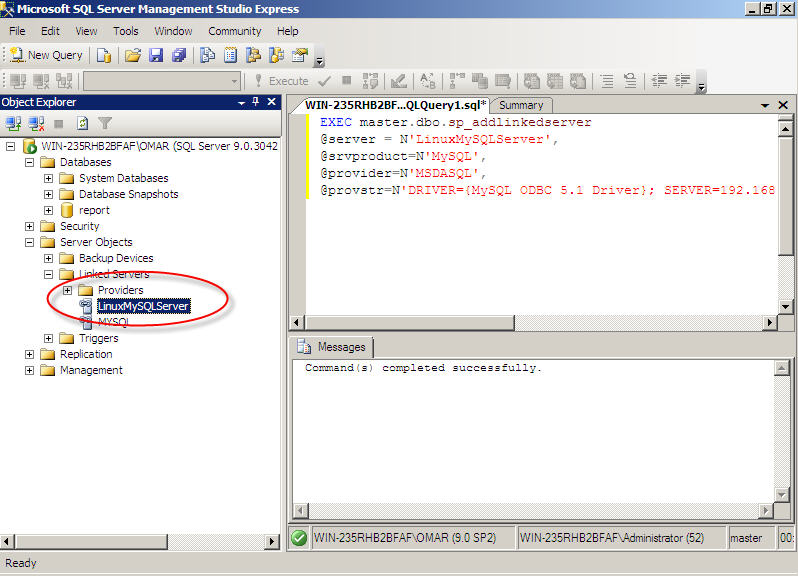 Microsoft SQL Server Management Studio Express
File Edit View Tools Window Community Help
New Query
Execute
Object Explorer
WIN-235RHB2BFAF\OMAR (SQL Server 9.0.3042
Databases
System Databases
Database Snapshots
report
Security
Server Objects
Backup Devices
Linked Servers
Providers
LinuxMySQLServer
MYSQL
Triggers
Replication
Management
WIN-235RHB2BF...QLQuery1.sql* Summary
EXEC master.dbo.sp_addlinkedserver
@server = N'LinuxMySQLServer',
@srvproduct=N'MySQL',
@provider=N'MSDASQL',
@provstr=N'DRIVER={MySQL ODBC 5.1 Driver}; SERVER=192.168
Messages
Command(s) completed successfully.
WIN-235RHB2BFAF\OMAR (9.0 SP2) WIN-235RHB2BFAF\Administrator (52) master 00:
Ready